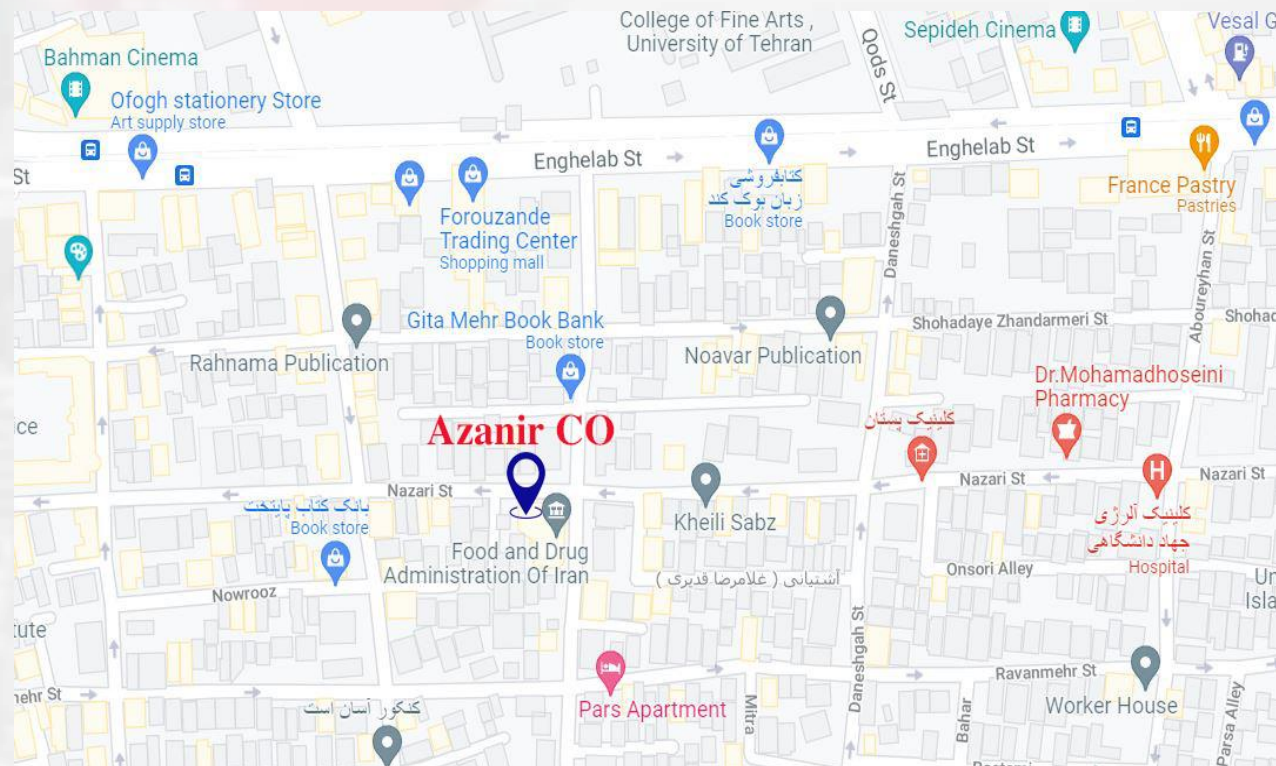 College of Fine Arts ,
University of Tehran
Sepideh Cinema
Vesal G
Qods St
Bahman Cinema
Ofogh stationery Store
Art supply store
Enghelab St
Enghelab St
St
کتابفروشی
زبان بوک کند
Book store
France Pastry
Pastries
Forouzande
Trading Center
Shopping mall
Daneshgah St
Aboureyhan St
Gita Mehr Book Bank
Book store
Shohadaye Zhandarmeri St
Shohad
Rahnama Publication
Noavar Publication
Dr.Mohamadhoseini
Pharmacy
ce
Azanir CO
کلینیک پستان
Nazari St
Nazari St
Nazari St
بانک کتاب پایتخت
Book store
Kheili Sabz
کلینیک آلرژی
جهاد دانشگاهی
Hospital
H
Food and Drug
Administration Of Iran
آشتیانی ( غلامرضا قدیری )
Onsori Alley
Un
Isla
Nowrooz
tute
Daneshgah St
Ravanmehr St
nehr St
کنکور آسان است
Pars Apartment
Mitra
Bahar
Worker House
Parsa Alley